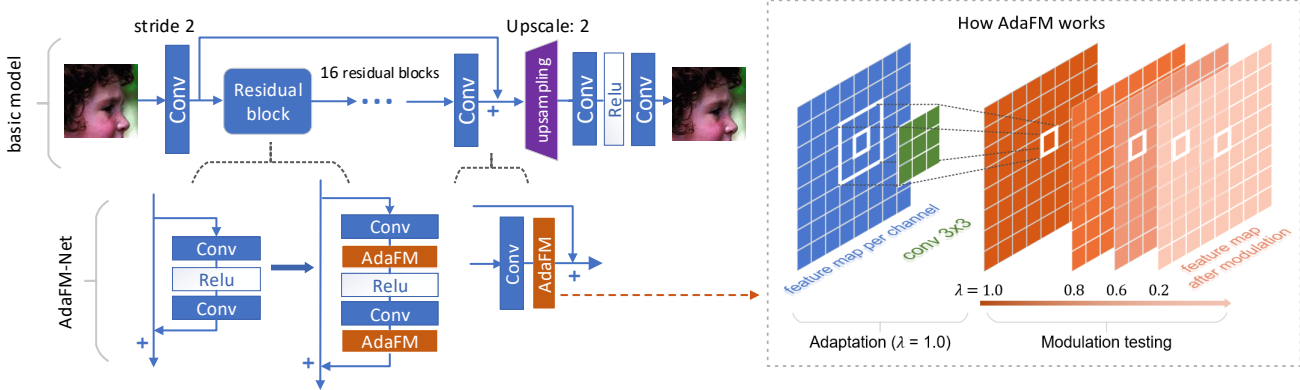 basic model
stride 2
Conv
Residual
block
16 residual blocks
Conv
+
Upscale: 2
upsampling
Conv
Relu
Conv
AdaFM-Net
Conv
Relu
Conv
+
Conv
AdaFM
Relu
Conv
AdaFM
+
Conv
AdaFM
+
How AdaFM works
feature map per channel
conv 3x3
feature map
after modulation
λ = 1.0 0.8 0.6 0.2
Adaptation (λ = 1.0)
Modulation testing